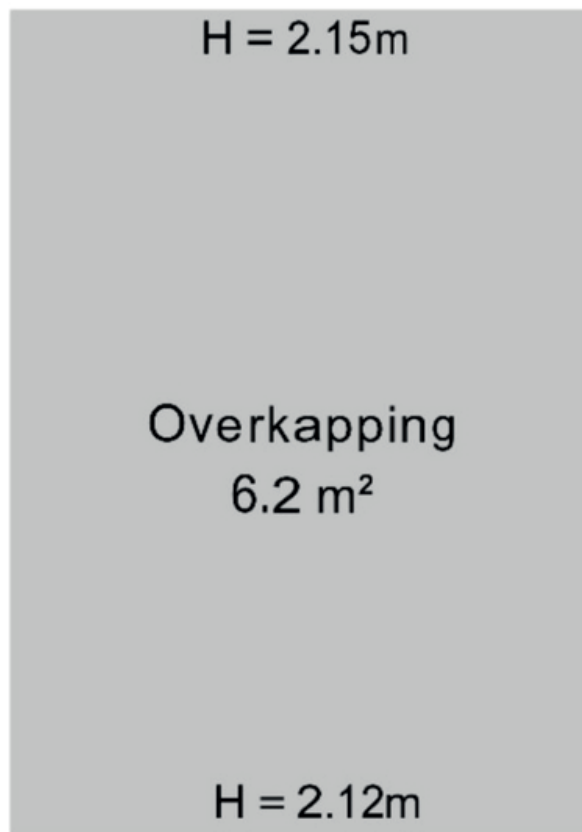 H = 2.15m
Overkapping
6.2 m²
H = 2.12m